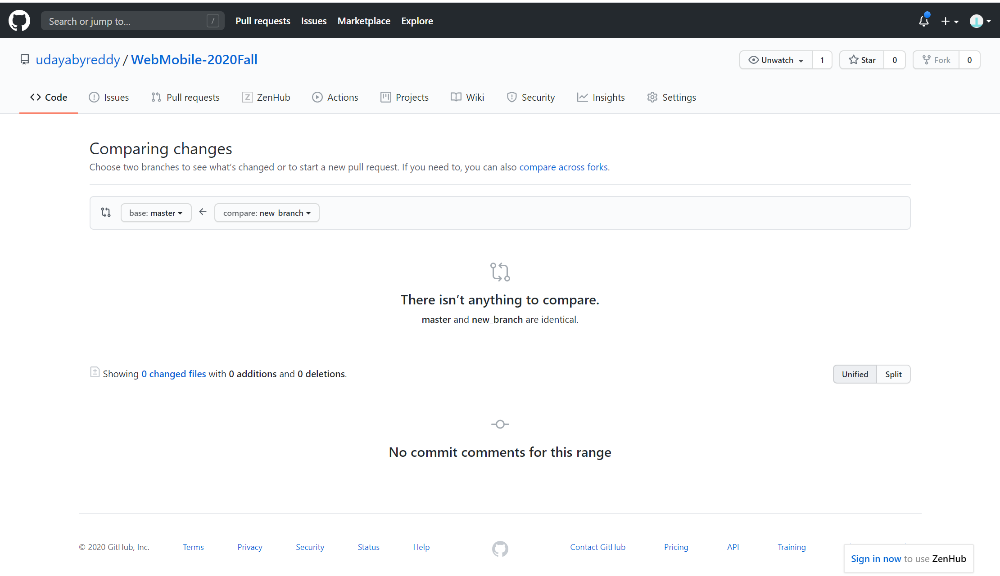 Search or jump to... /
Pull requests Issues Marketplace Explore
udayabyreddy / WebMobile-2020Fall
Unwatch 1 Star 0 Fork 0
<> Code Issues Pull requests Z ZenHub Actions Projects Wiki Security Insights Settings
Comparing changes
Choose two branches to see what’s changed or to start a new pull request. If you need to, you can also compare across forks.
base: master ← compare: new_branch
There isn’t anything to compare.
master and new_branch are identical.
Showing 0 changed files with 0 additions and 0 deletions.
Unified Split
No commit comments for this range
© 2020 GitHub, Inc. Terms Privacy Security Status Help Contact GitHub Pricing API Training
Sign in now to use ZenHub